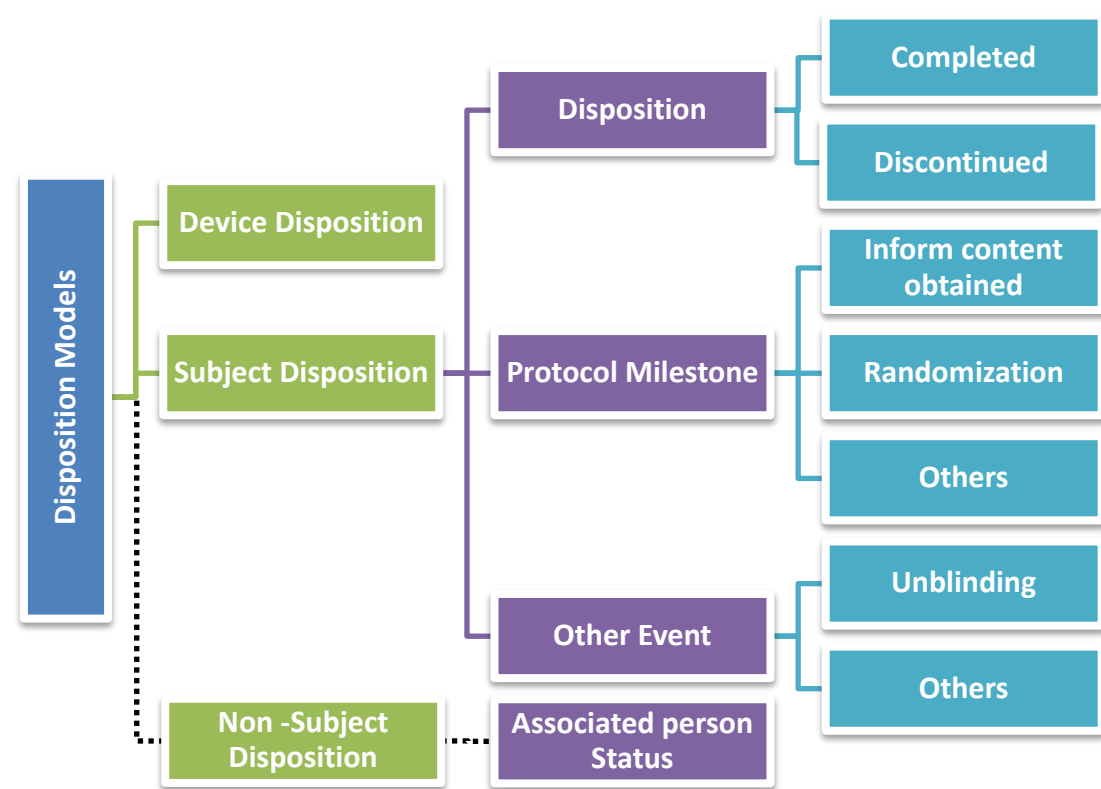 Disposition Models
Device Disposition
Subject Disposition
Non -Subject
Disposition
Disposition
Protocol Milestone
Other Event
Associated person
Status
Completed
Discontinued
Inform content
obtained
Randomization
Others
Unblinding
Others